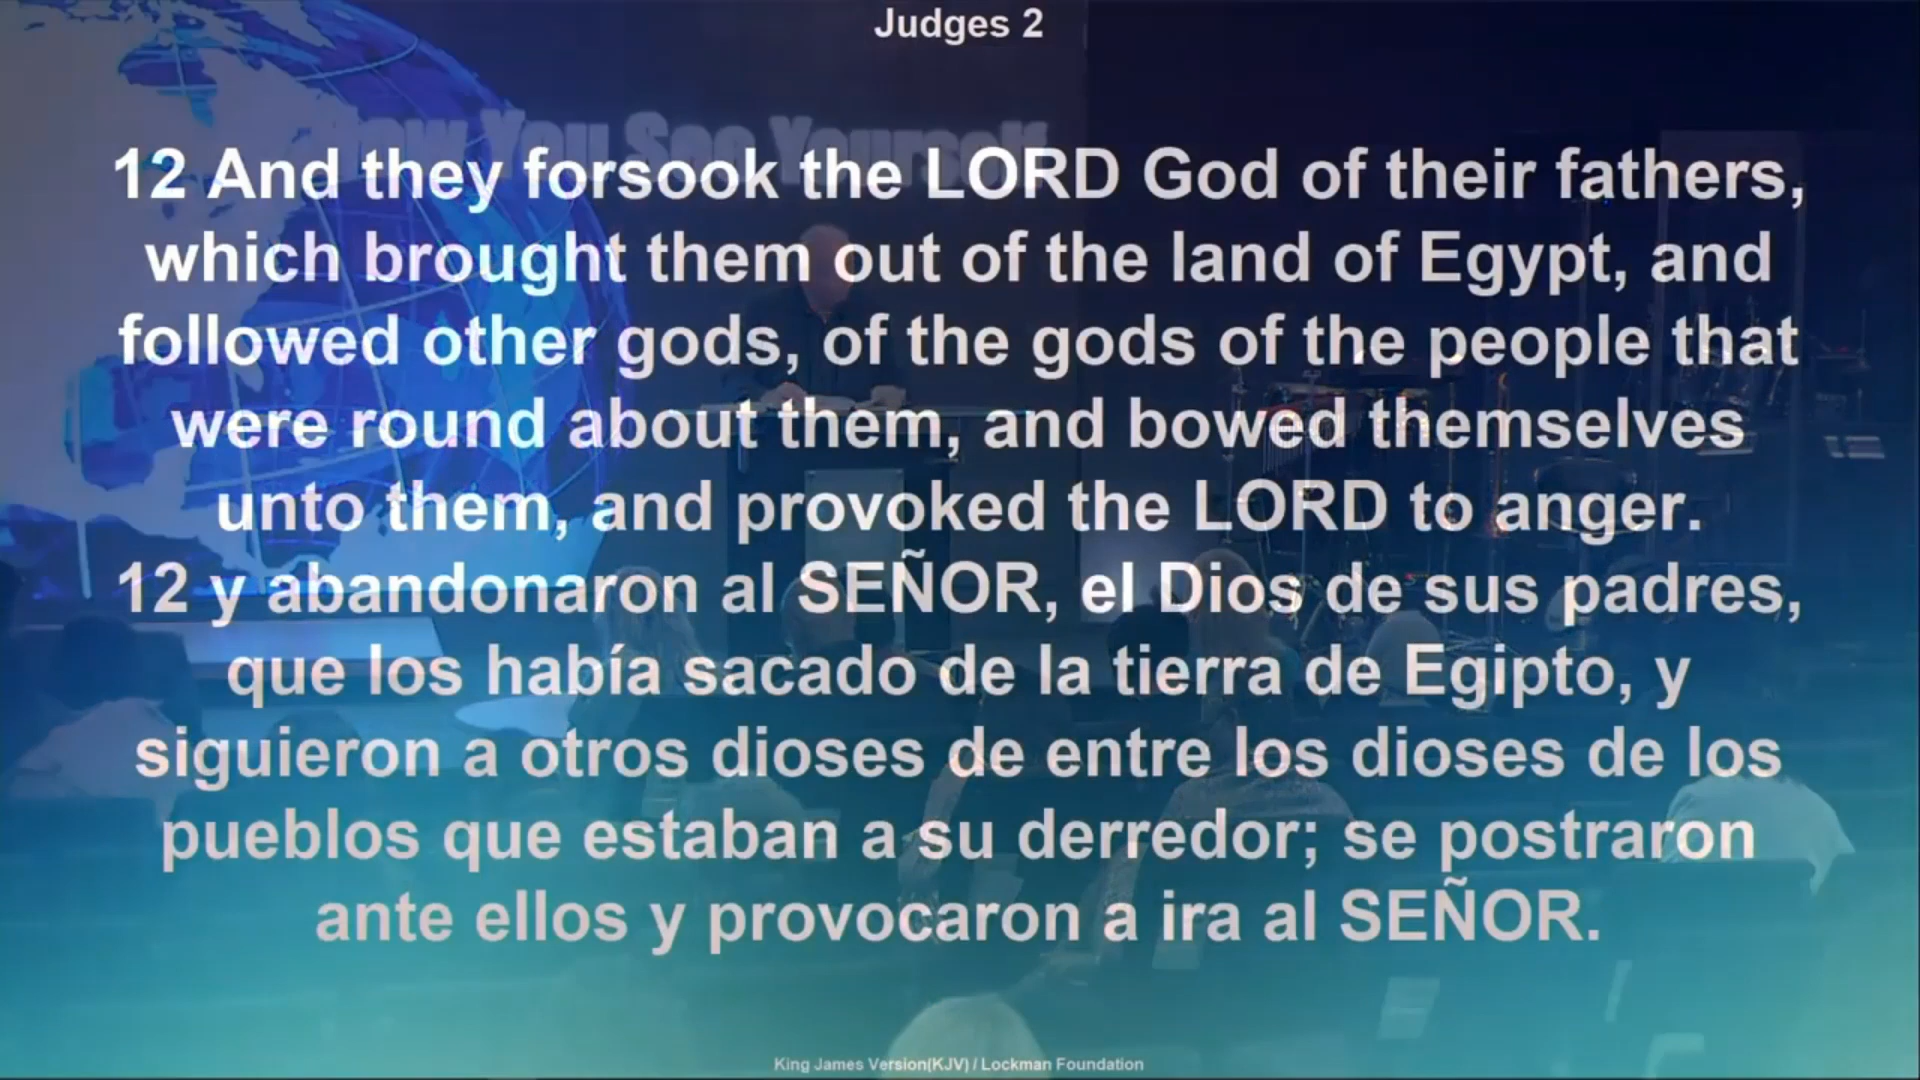 Judges 2
How You See Yourself
12 And they forsook the LORD God of their fathers,
which brought them out of the land of Egypt, and
followed other gods, of the gods of the people that
were round about them, and bowed themselves
unto them, and provoked the LORD to anger.
12 y abandonaron al SEÑOR, el Dios de sus padres,
que los había sacado de la tierra de Egipto, y
siguieron a otros dioses de entre los dioses de los
pueblos que estaban a su derredor; se postraron
ante ellos y provocaron a ira al SEÑOR.
King James Version(KJV) / Lockman Foundation